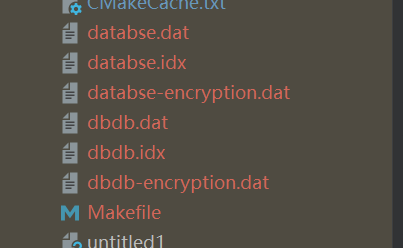 CMakeCache.txt
databse.dat
databse.idx
databse-encryption.dat
dbdb.dat
dbdb.idx
dbdb-encryption.dat
Makefile
untitled1